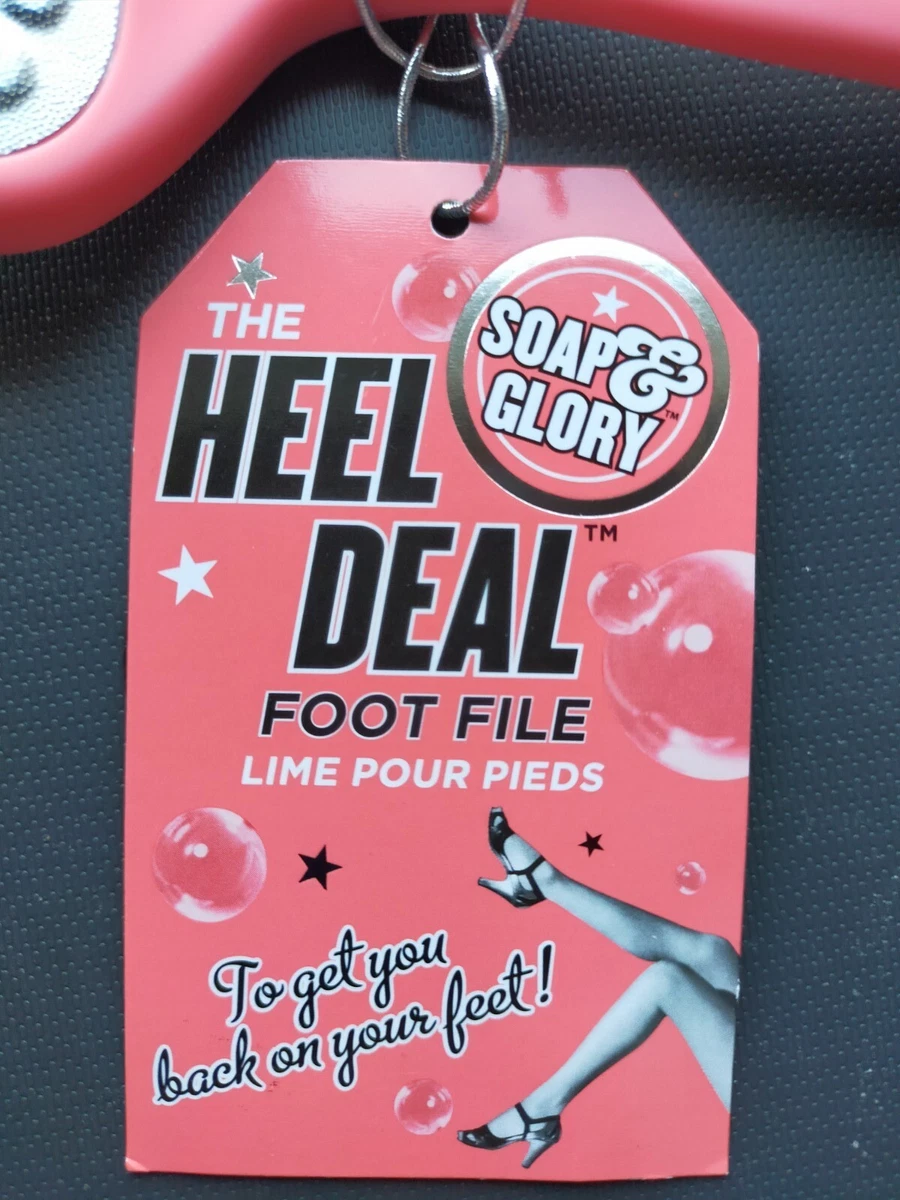 THE
HEEL
DEAL™
FOOT FILE
LIME POUR PIEDS
SOAP &
GLORY™
To get you
back on your feet!